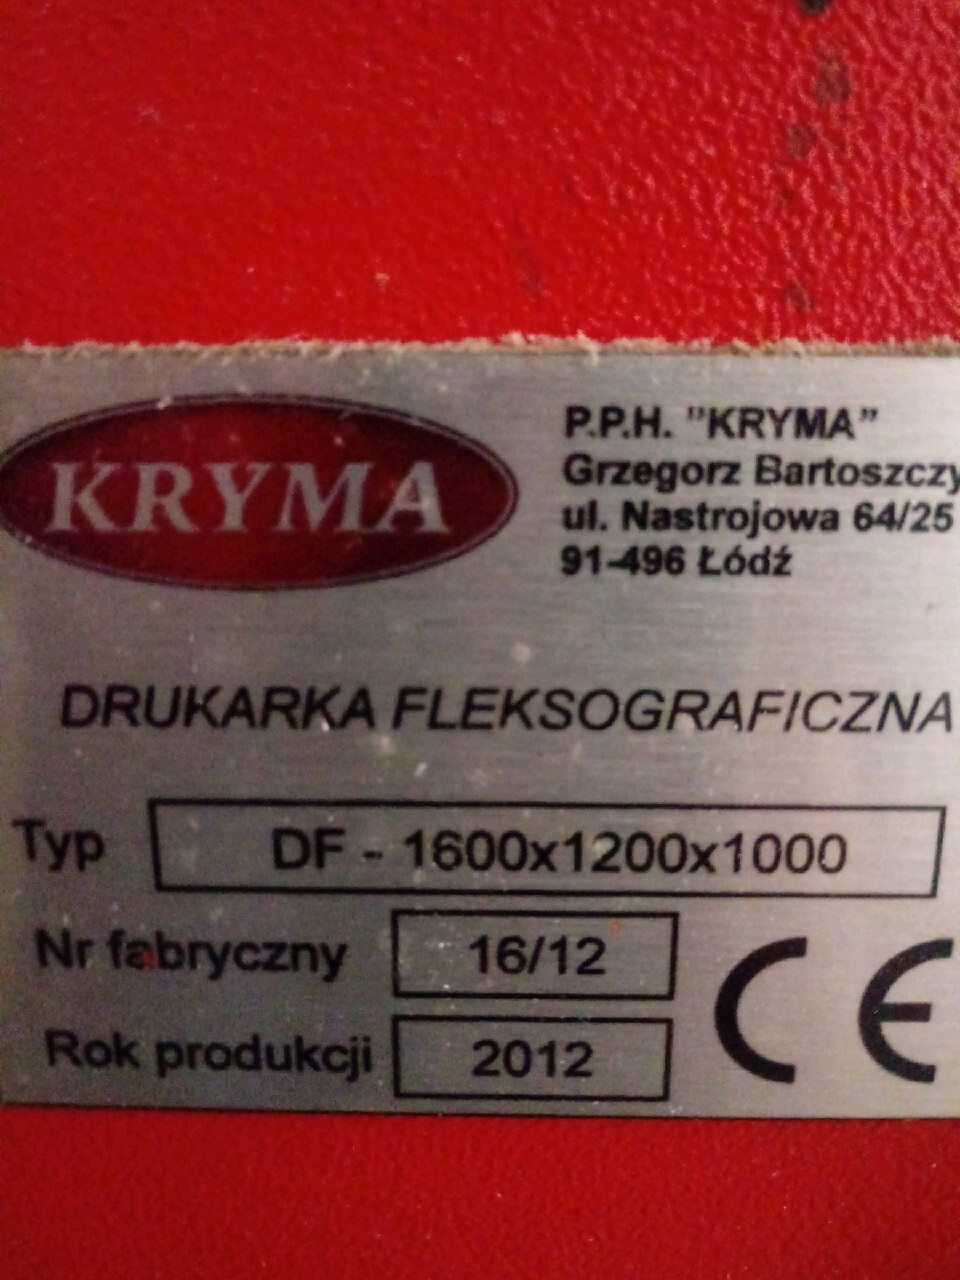 KRYMA
P.P.H. "KRYMA"
Grzegorz Bartoszczy
ul. Nastrojowa 64/25
91-496 Łódź
DRUKARKA FLEKSOGRAFICZNA
Typ DF - 1600x1200x1000
Nr fabryczny 16/12
Rok produkcji 2012
CE